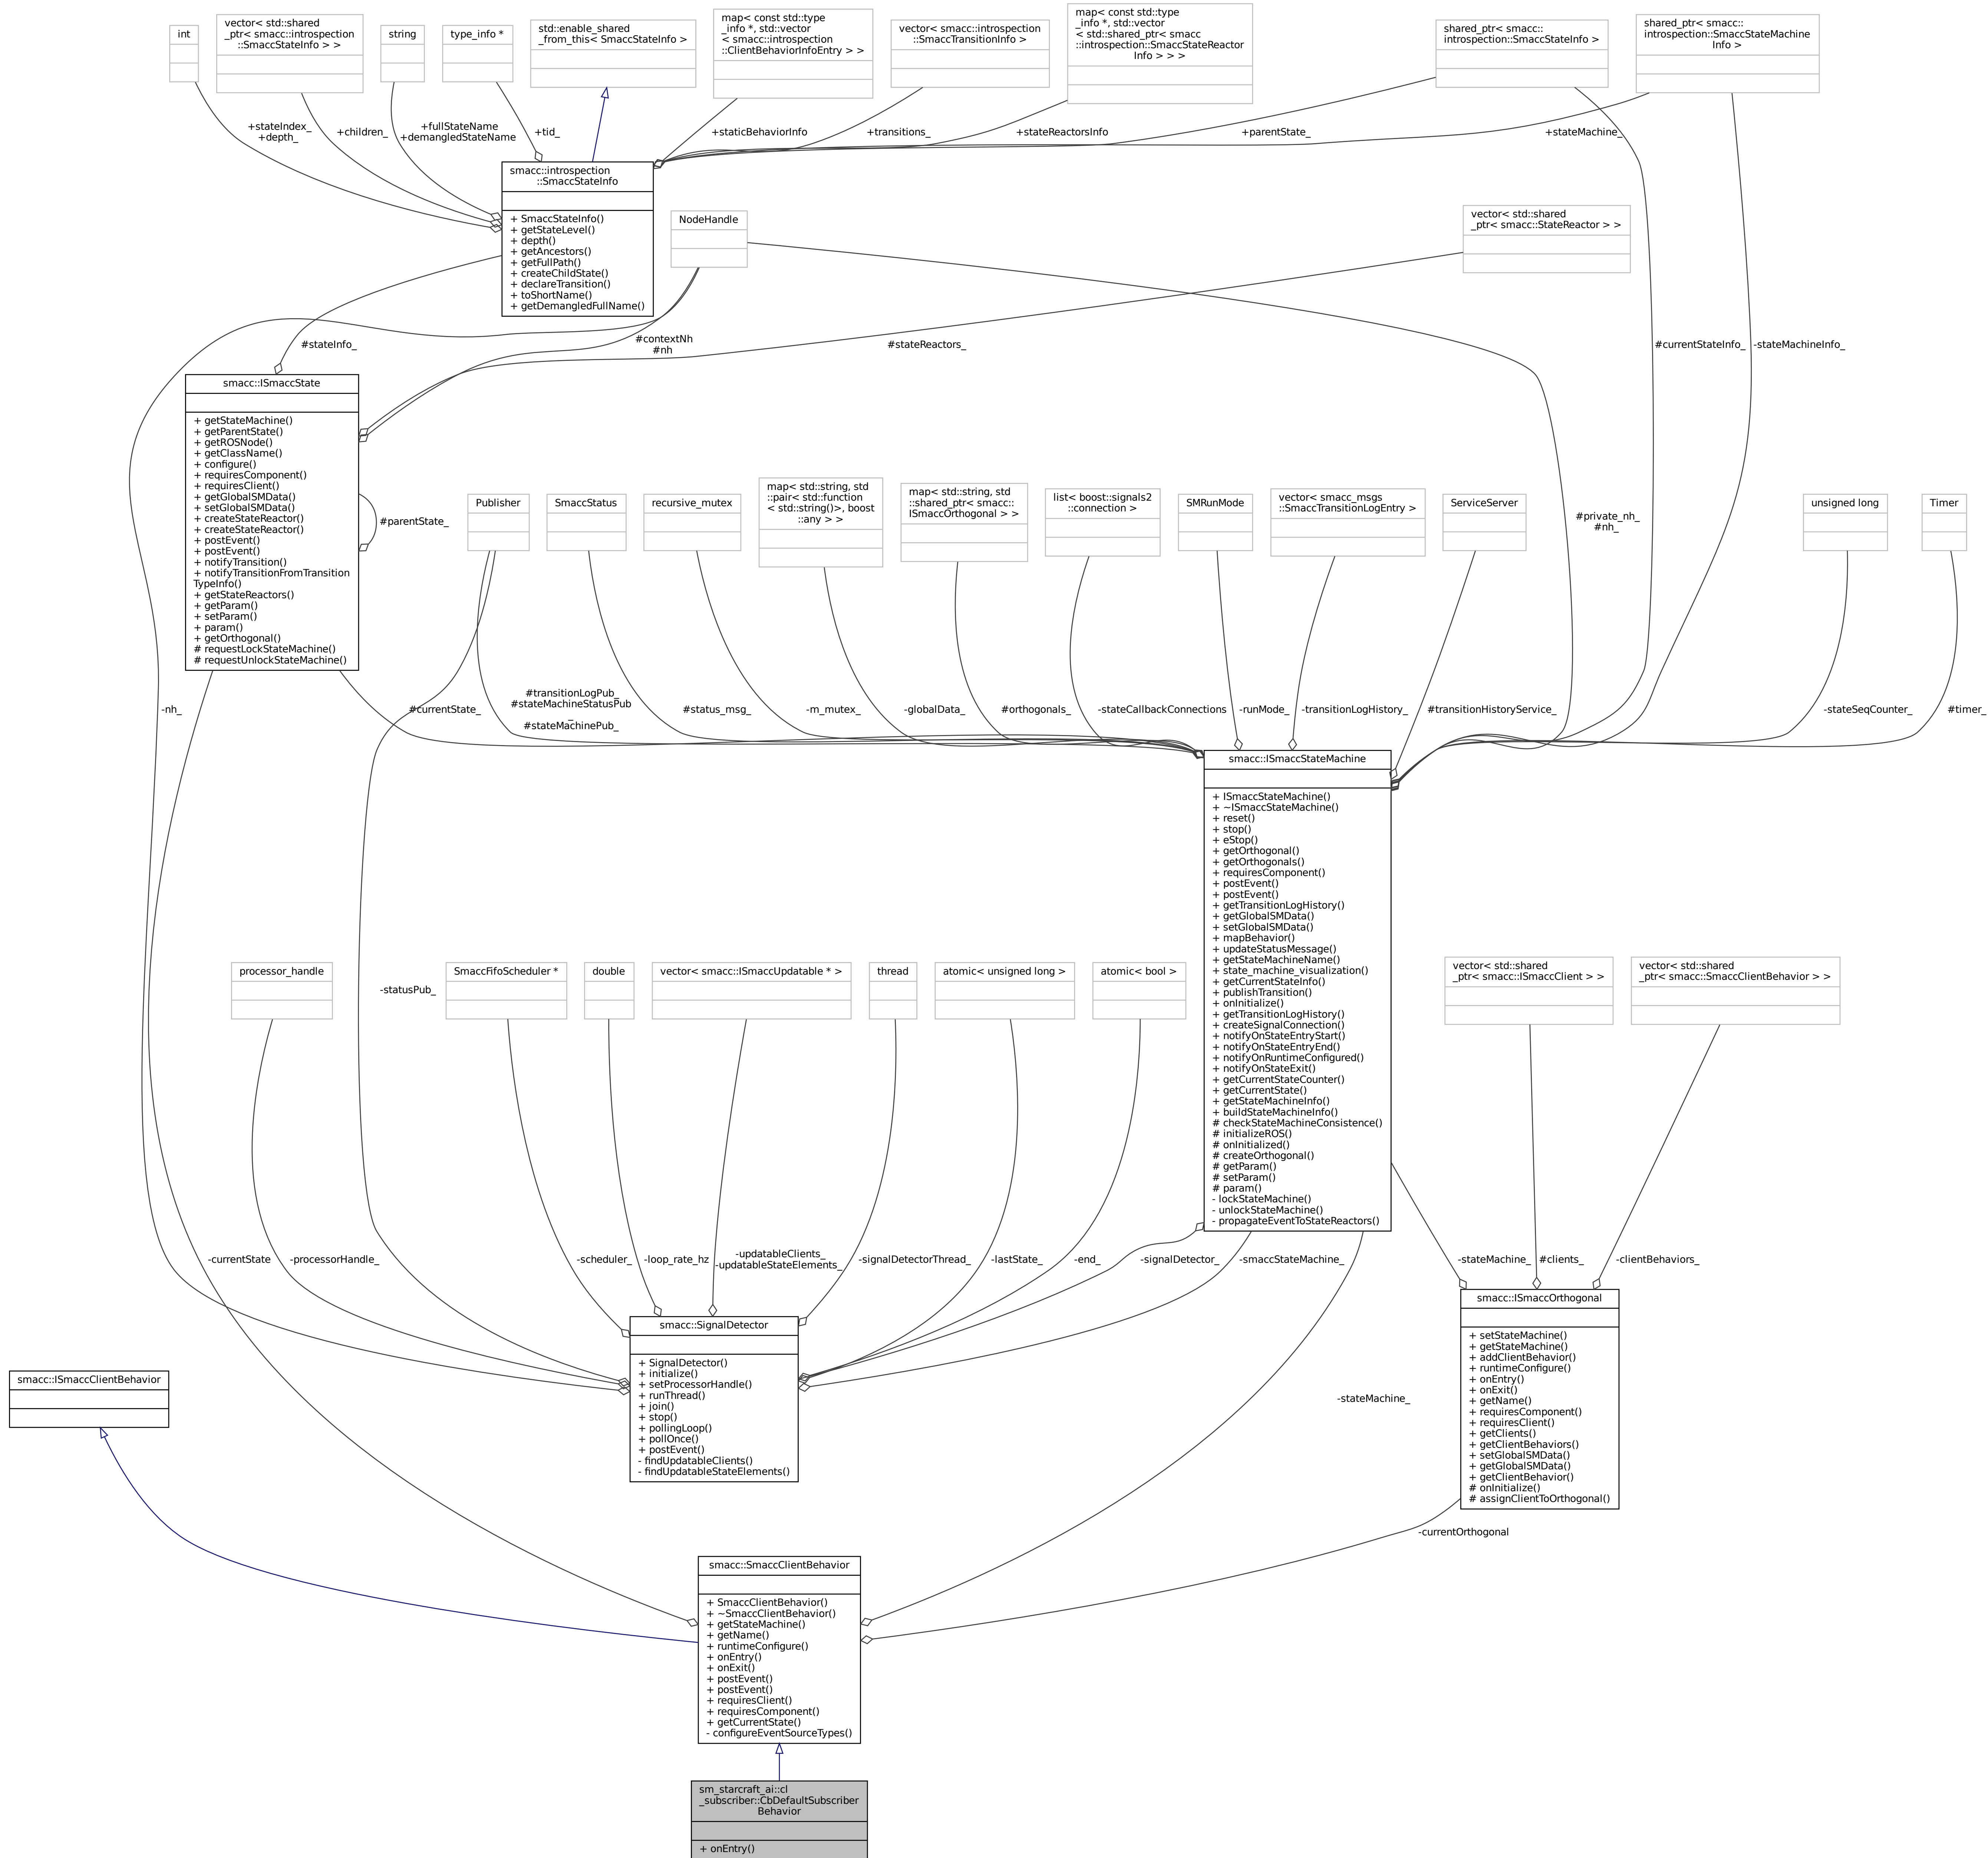 int
vector< std::shared
_ptr< smacc::introspection
::SmaccStateInfo > >
string
type_info *
std::enable_shared
_from_this< SmaccStateInfo >
map< const std::type
_info *, std::vector
< smacc::introspection
::ClientBehaviorInfoEntry > >
vector< smacc::introspection
::SmaccTransitionInfo >
map< const std::type
_info *, std::vector
< std::shared_ptr< smacc
::introspection::SmaccStateReactor
Info > > >
shared_ptr< smacc::
introspection::SmaccStateInfo >
shared_ptr< smacc::
introspection::SmaccStateMachine
Info >
+stateIndex_
+depth_
+children_
+fullStateName
+demangledStateName
+tid_
+staticBehaviorInfo
+transitions_
+stateReactorsInfo
+parentState_
+stateMachine_
smacc::introspection
::SmaccStateInfo
+ SmaccStateInfo()
+ getStateLevel()
+ depth()
+ getAncestors()
+ getFullPath()
+ createChildState()
+ declareTransition()
+ toShortName()
+ getDemangledFullName()
NodeHandle
vector< std::shared
_ptr< smacc::StateReactor > >
#stateInfo_
#contextNh
#nh
#stateReactors_
#currentStateInfo_
-stateMachineInfo_
smacc::ISmaccState
+ getStateMachine()
+ getParentState()
+ getROSNode()
+ getClassName()
+ configure()
+ requiresComponent()
+ requiresClient()
+ getGlobalSMData()
+ setGlobalSMData()
+ createStateReactor()
+ createStateReactor()
+ postEvent()
+ postEvent()
+ notifyTransition()
+ notifyTransitionFromTransition
TypeInfo()
+ getStateReactors()
+ getParam()
+ setParam()
+ param()
+ getOrthogonal()
# requestLockStateMachine()
# requestUnlockStateMachine()
#parentState_
Publisher
SmaccStatus
recursive_mutex
map< std::string, std
::pair< std::function
< std::string()>, boost
::any > >
map< std::string, std
::shared_ptr< smacc::
ISmaccOrthogonal > >
list< boost::signals2
::connection >
SMRunMode
vector< smacc_msgs
::SmaccTransitionLogEntry >
ServiceServer
#private_nh_
#nh_
unsigned long
Timer
-nh_
#currentState_
#transitionLogPub_
#stateMachineStatusPub
_
#stateMachinePub_
#status_msg_
-m_mutex_
-globalData_
#orthogonals_
-stateCallbackConnections
-runMode_
-transitionLogHistory_
#transitionHistoryService_
-stateSeqCounter_
#timer_
smacc::ISmaccStateMachine
+ ISmaccStateMachine()
+ ~ISmaccStateMachine()
+ reset()
+ stop()
+ eStop()
+ getOrthogonal()
+ getOrthogonals()
+ requiresComponent()
+ postEvent()
+ postEvent()
+ getTransitionLogHistory()
+ getGlobalSMData()
+ setGlobalSMData()
+ mapBehavior()
+ updateStatusMessage()
+ getStateMachineName()
+ state_machine_visualization()
+ getCurrentStateInfo()
+ publishTransition()
+ onInitialize()
+ getTransitionLogHistory()
+ createSignalConnection()
+ notifyOnStateEntryStart()
+ notifyOnStateEntryEnd()
+ notifyOnRuntimeConfigured()
+ notifyOnStateExit()
+ getCurrentStateCounter()
+ getCurrentState()
+ getStateMachineInfo()
+ buildStateMachineInfo()
# checkStateMachineConsistence()
# initializeROS()
# onInitialized()
# createOrthogonal()
# getParam()
# setParam()
# param()
- lockStateMachine()
- unlockStateMachine()
- propagateEventToStateReactors()
processor_handle
-statusPub_
SmaccFifoScheduler *
double
vector< smacc::ISmaccUpdatable * >
thread
atomic< unsigned long >
atomic< bool >
vector< std::shared
_ptr< smacc::ISmaccClient > >
vector< std::shared
_ptr< smacc::SmaccClientBehavior > >
-currentState
-processorHandle_
-scheduler_
-loop_rate_hz
-updatableClients_
-updatableStateElements_
-signalDetectorThread_
-lastState_
-end_
-signalDetector_
-smaccStateMachine_
-stateMachine_
#clients_
-clientBehaviors_
smacc::SignalDetector
+ SignalDetector()
+ initialize()
+ setProcessorHandle()
+ runThread()
+ join()
+ stop()
+ pollingLoop()
+ pollOnce()
+ postEvent()
- findUpdatableClients()
- findUpdatableStateElements()
smacc::ISmaccOrthogonal
+ setStateMachine()
+ getStateMachine()
+ addClientBehavior()
+ runtimeConfigure()
+ onEntry()
+ onExit()
+ getName()
+ requiresComponent()
+ requiresClient()
+ getClients()
+ getClientBehaviors()
+ setGlobalSMData()
+ getGlobalSMData()
+ getClientBehavior()
# onInitialize()
# assignClientToOrthogonal()
smacc::ISmaccClientBehavior
-stateMachine_
-currentOrthogonal
smacc::SmaccClientBehavior
+ SmaccClientBehavior()
+ ~SmaccClientBehavior()
+ getStateMachine()
+ getName()
+ runtimeConfigure()
+ onEntry()
+ onExit()
+ postEvent()
+ postEvent()
+ requiresClient()
+ requiresComponent()
+ getCurrentState()
- configureEventSourceTypes()
sm_starcraft_ai::cl
_subscriber::CbDefaultSubscriber
Behavior
+ onEntry()